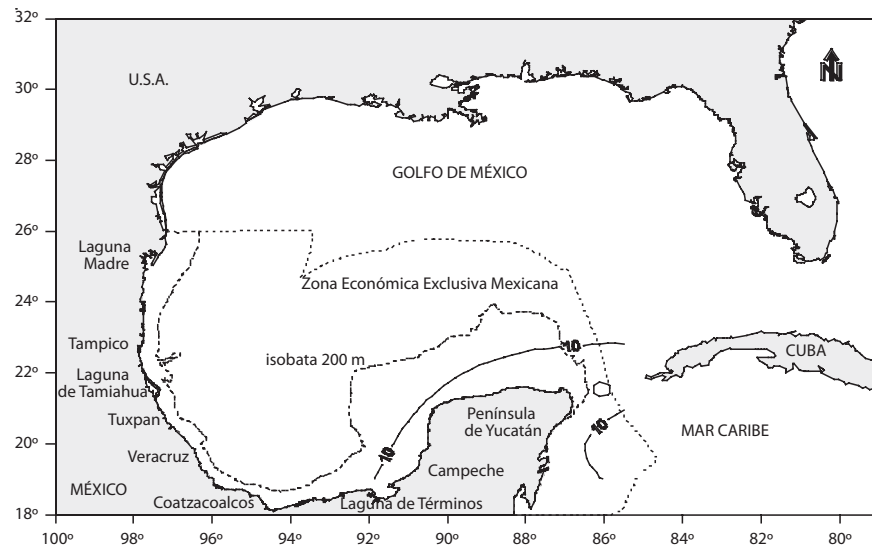 32º
30º
28º
26º
24º
22º
20º
18º
U.S.A.
N
GOLFO DE MÉXICO
Laguna
Madre
Zona Económica Exclusiva Mexicana
Tampico
isobata 200 m
10
CUBA
Laguna
de Tamiahua
Tuxpan
Península
de Yucatán
10
MAR CARIBE
Veracruz
10
Campeche
MÉXICO
Coatzacoalcos
Laguna de Términos
100º 98º 96º 94º 92º 90º 88º 86º 84º 82º 80º